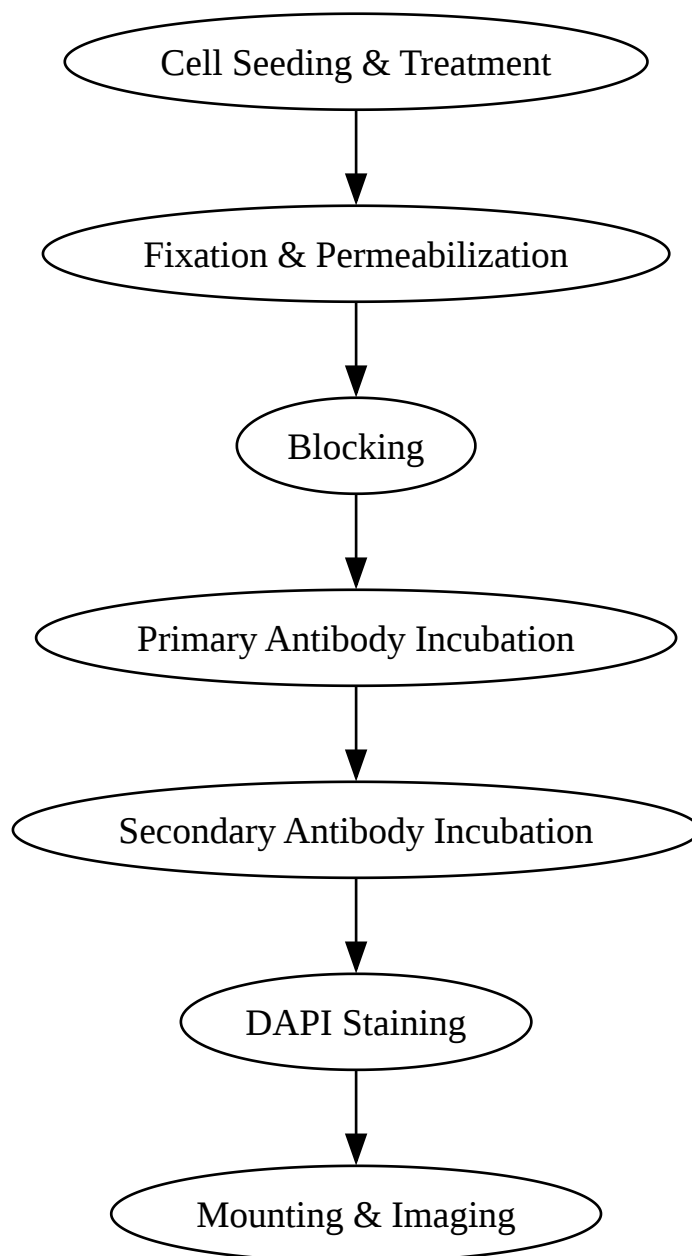 Cell Seeding & Treatment
Fixation & Permeabilization
Blocking
Primary Antibody Incubation
Secondary Antibody Incubation
DAPI Staining
Mounting & Imaging